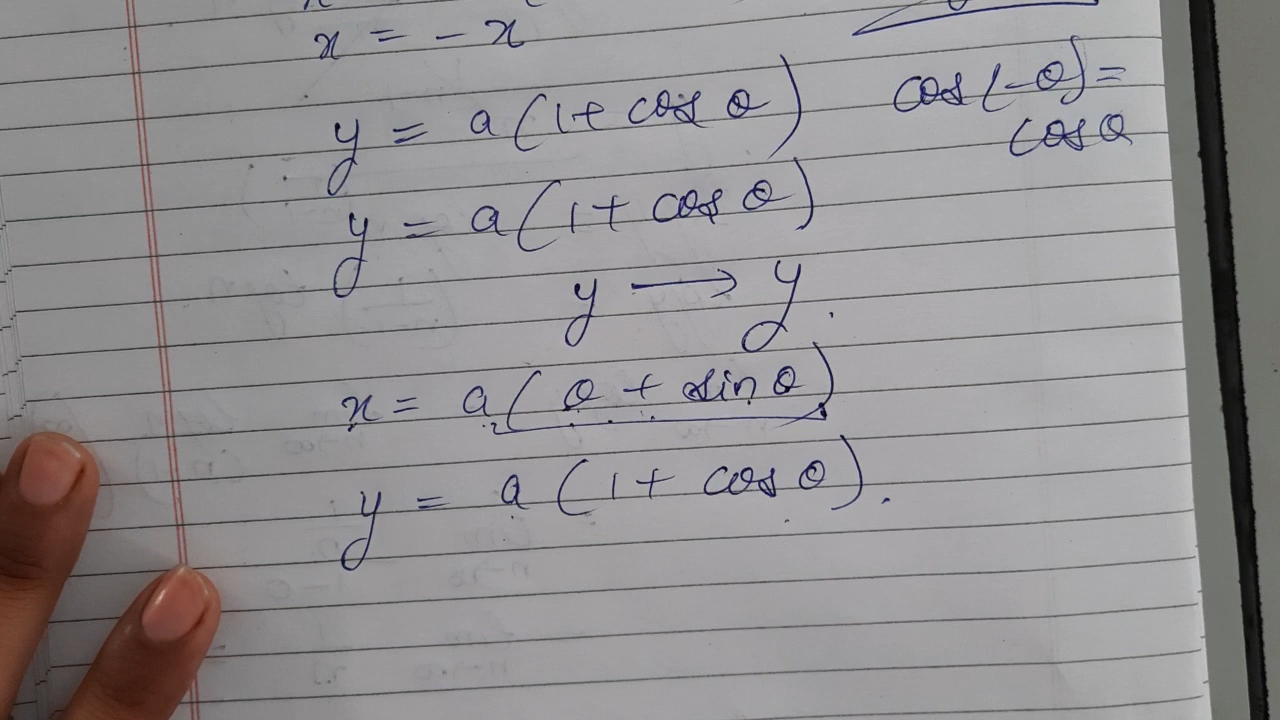 x = - x
y = a (1 + cos θ) cos (-θ) =
cos θ
y = a (1 + cos θ)
y → y.
x = a ( θ + sin θ)
y = a (1 + cos θ).